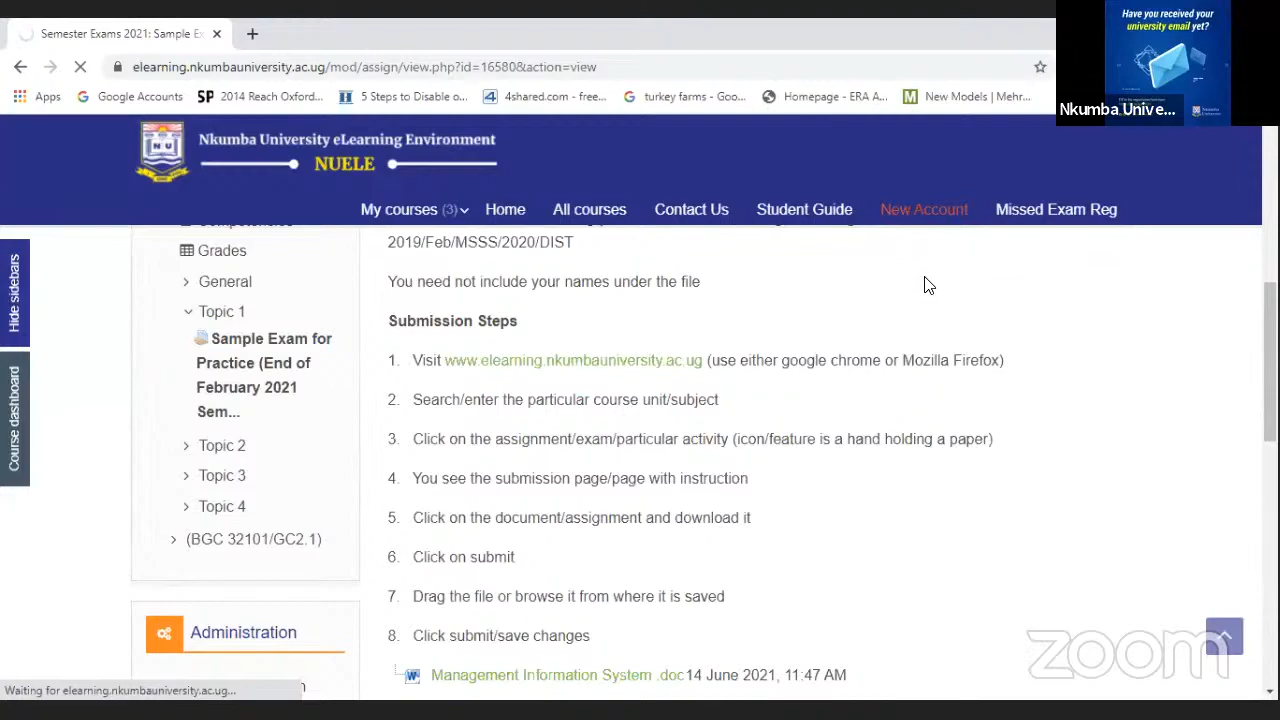 Semester Exams 2021: Sample Ex
elearning.nkumbauniversity.ac.ug/mod/assign/view.php?id=16580&action=view
Apps
Google Accounts
2014 Reach Oxford...
5 Steps to Disable o...
4shared.com - free...
turkey farms - Goo...
Homepage - ERA A...
New Models | Mehr...
Have you received your
university email yet?
Nkumba Unive...
Nkumba University eLearning Environment
NUELE
My courses (3)
Home
All courses
Contact Us
Student Guide
New Account
Missed Exam Reg
Hide sidebars
Course dashboard
Grades
General
Topic 1
Sample Exam for
Practice (End of
February 2021
Sem...
Topic 2
Topic 3
Topic 4
(BGC 32101/GC2.1)
Administration
2019/Feb/MSSS/2020/DIST
You need not include your names under the file
Submission Steps
1. Visit www.elearning.nkumbauniversity.ac.ug (use either google chrome or Mozilla Firefox)
2. Search/enter the particular course unit/subject
3. Click on the assignment/exam/particular activity (icon/feature is a hand holding a paper)
4. You see the submission page/page with instruction
5. Click on the document/assignment and download it
6. Click on submit
7. Drag the file or browse it from where it is saved
8. Click submit/save changes
Management Information System .doc 14 June 2021, 11:47 AM
zoom
Waiting for elearning.nkumbauniversity.ac.ug...